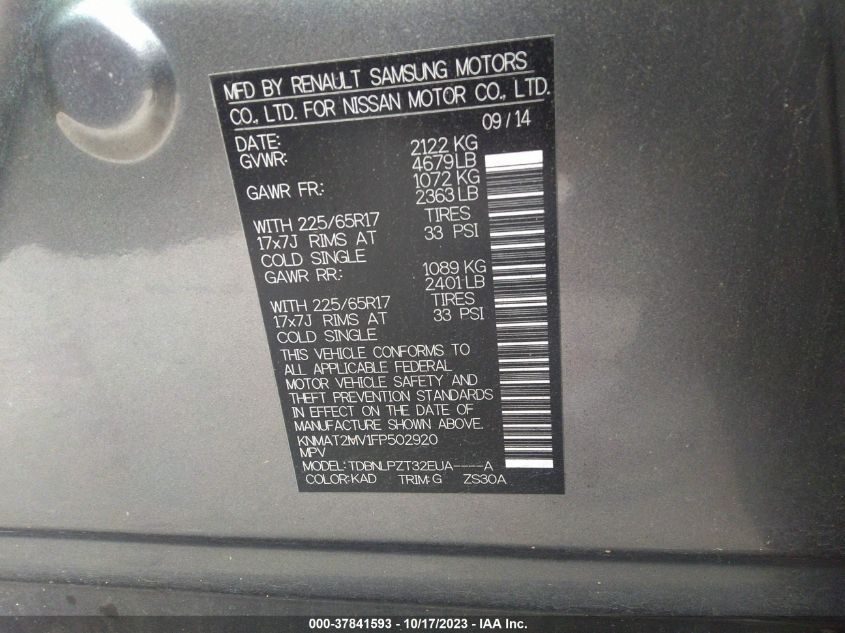 MFD BY RENAULT SAMSUNG MOTORS
CO., LTD. FOR NISSAN MOTOR CO., LTD.
DATE: 09/14
GVWR: 2122 KG
4679 LB
GAWR FR: 1072 KG
2363 LB
WITH 225/65R17 TIRES
17x7J RIMS AT 33 PSI
COLD SINGLE
GAWR RR: 1089 KG
2401 LB
WITH 225/65R17 TIRES
17x7J RIMS AT 33 PSI
COLD SINGLE
THIS VEHICLE CONFORMS TO
ALL APPLICABLE FEDERAL
MOTOR VEHICLE SAFETY AND
THEFT PREVENTION STANDARDS
IN EFFECT ON THE DATE OF
MANUFACTURE SHOWN ABOVE.
KNMAT2MV1FP502920
MPV
MODEL: TDBNLPZT32EUA----A
COLOR: KAD TRIM: G ZS30A
000-37841593 - 10/17/2023 - IAA Inc.